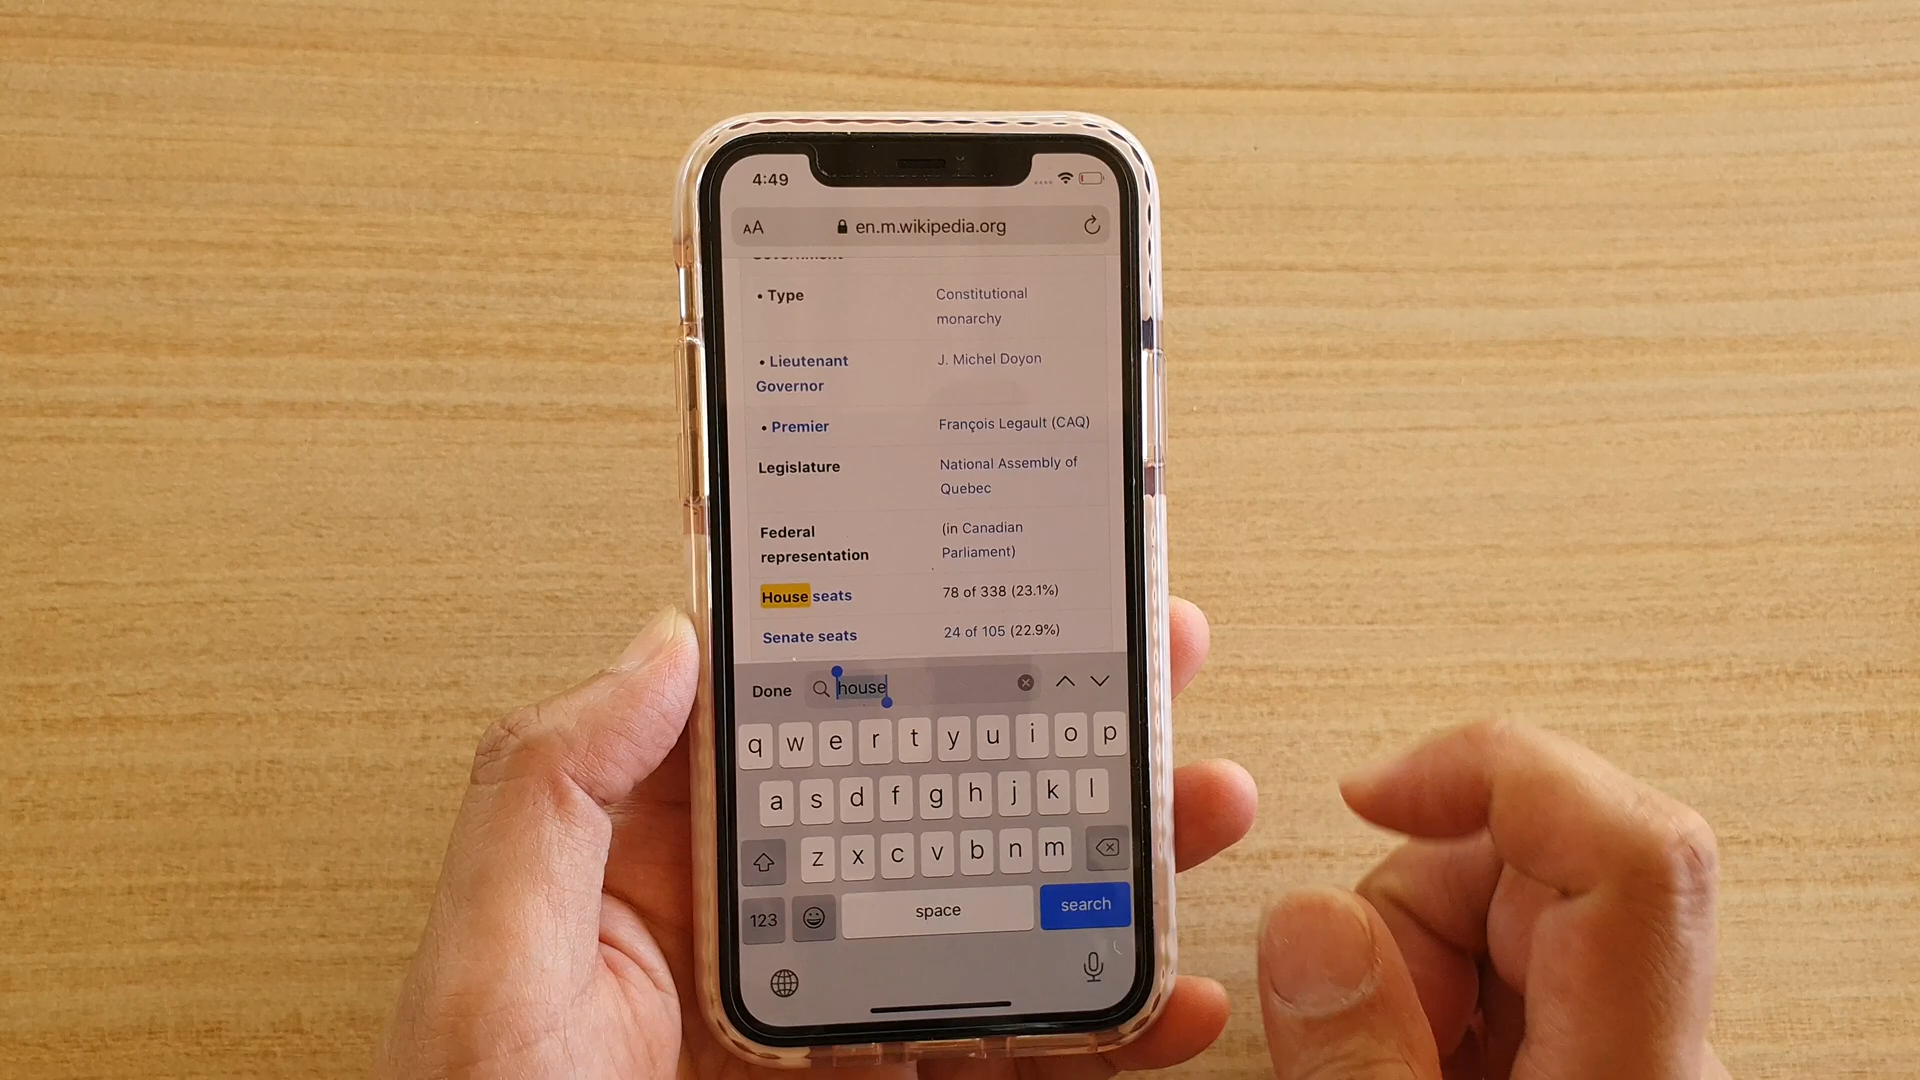 4:49
AA en.m.wikipedia.org
Government
• Type Constitutional
monarchy
• Lieutenant J. Michel Doyon
Governor
• Premier François Legault (CAQ)
Legislature National Assembly of
Quebec
Federal (in Canadian
representation Parliament)
House seats 78 of 338 (23.1%)
Senate seats 24 of 105 (22.9%)
Done house
q w e r t y u i o p
a s d f g h j k l
z x c v b n m
123 space search